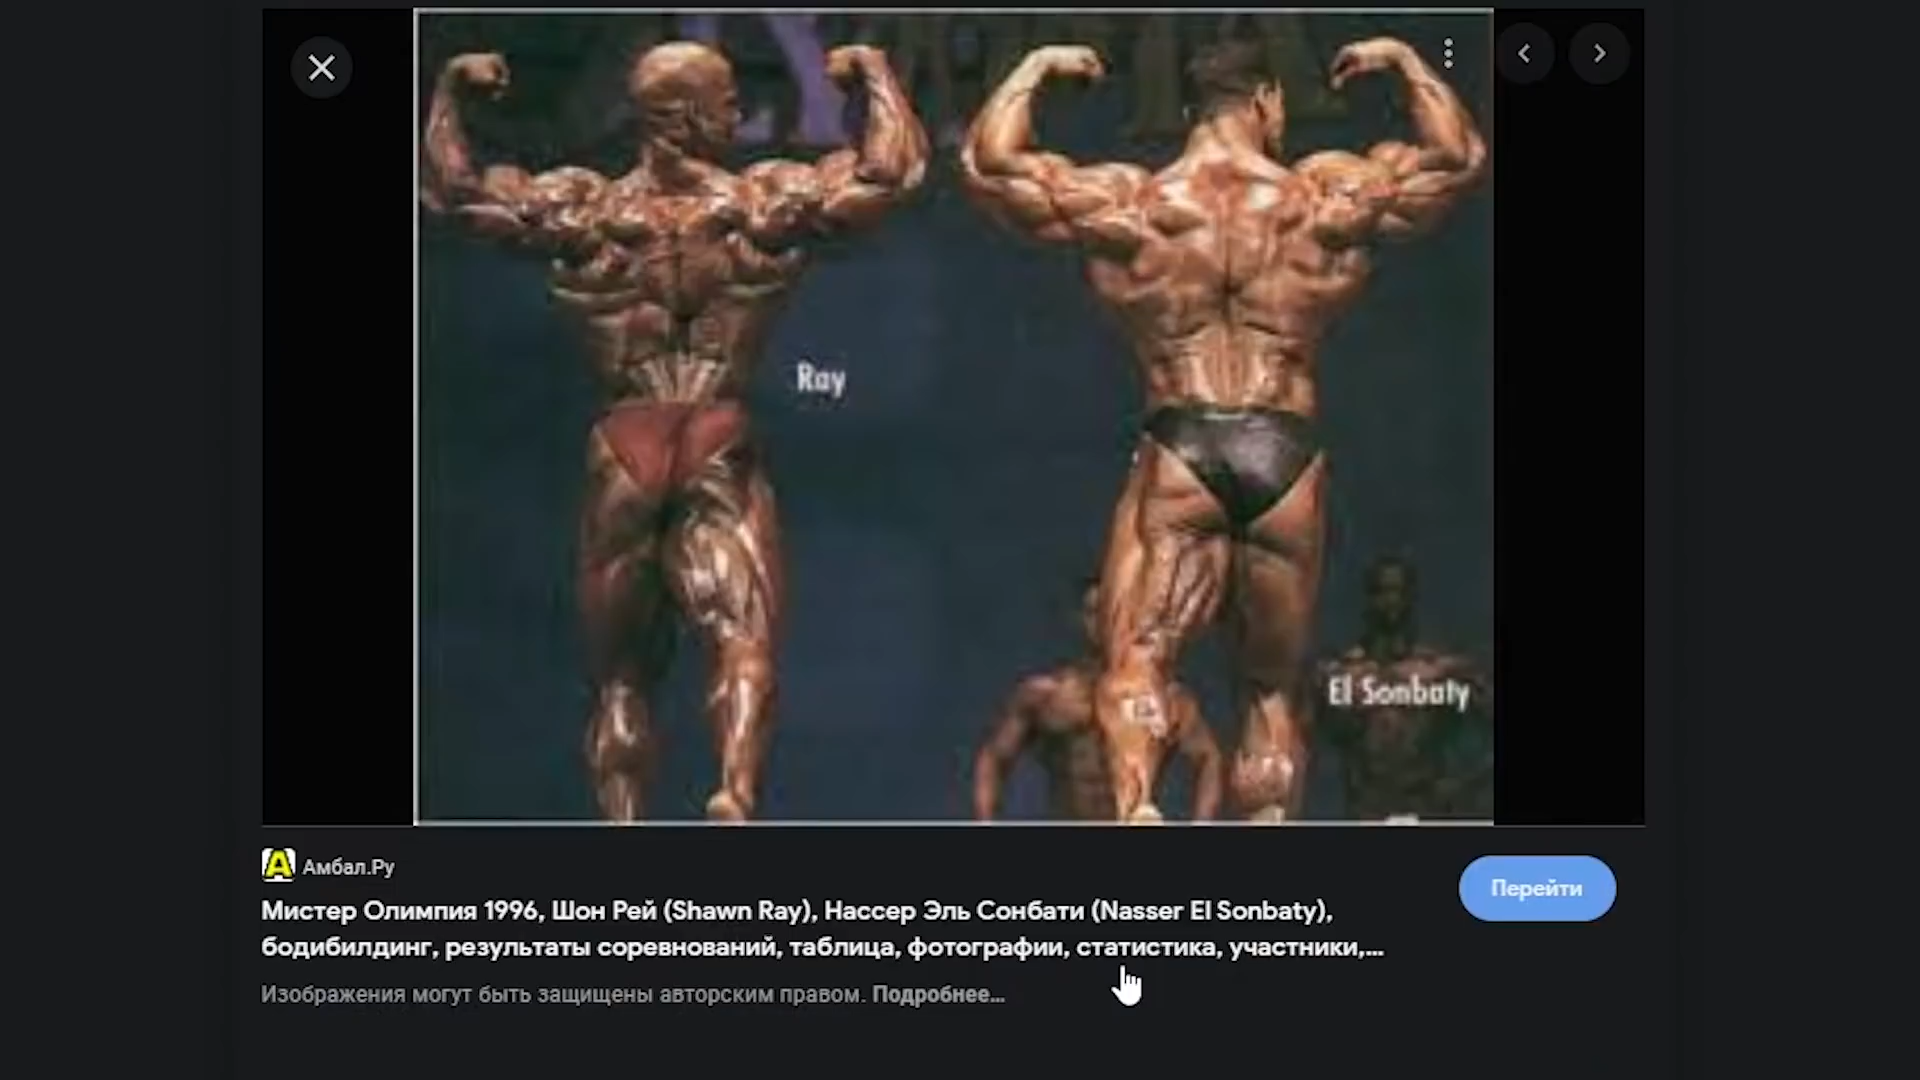 Ray
El Sonbaty
Амбал.Ру
Перейти
Мистер Олимпия 1996, Шон Рей (Shawn Ray), Нассер Эль Сонбати (Nasser El Sonbaty),
бодибилдинг, результаты соревнований, таблица, фотографии, статистика, участники,...
Изображения могут быть защищены авторским правом. Подробнее...